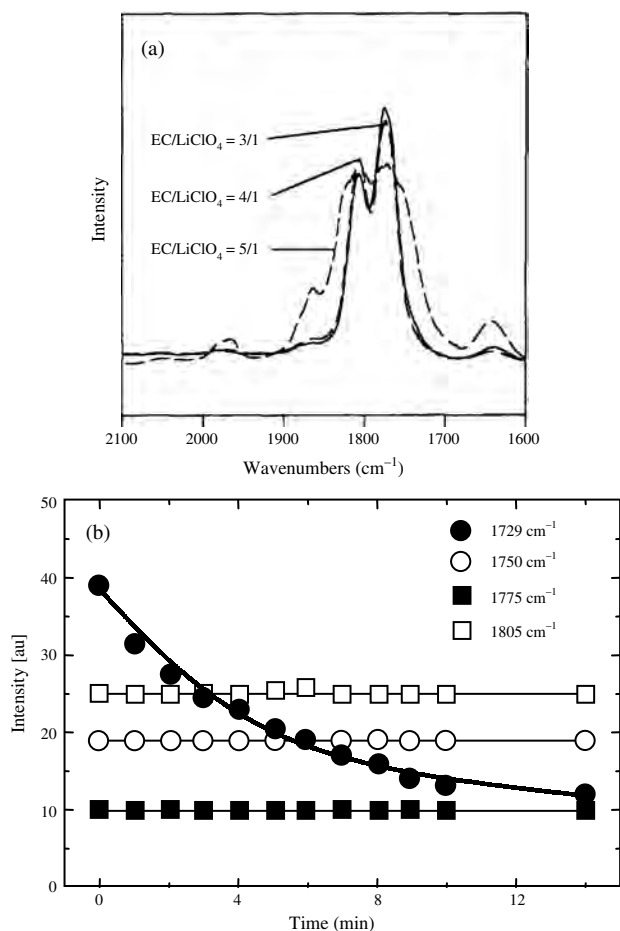 (a)
EC/LiClO₄ = 3/1
EC/LiClO₄ = 4/1
EC/LiClO₄ = 5/1
Intensity
2100 2000 1900 1800 1700 1600
Wavenumbers (cm⁻¹)
(b)
1729 cm⁻¹
1750 cm⁻¹
1775 cm⁻¹
1805 cm⁻¹
50
40
30
20
10
0
Intensity [au]
0 4 8 12
Time (min)